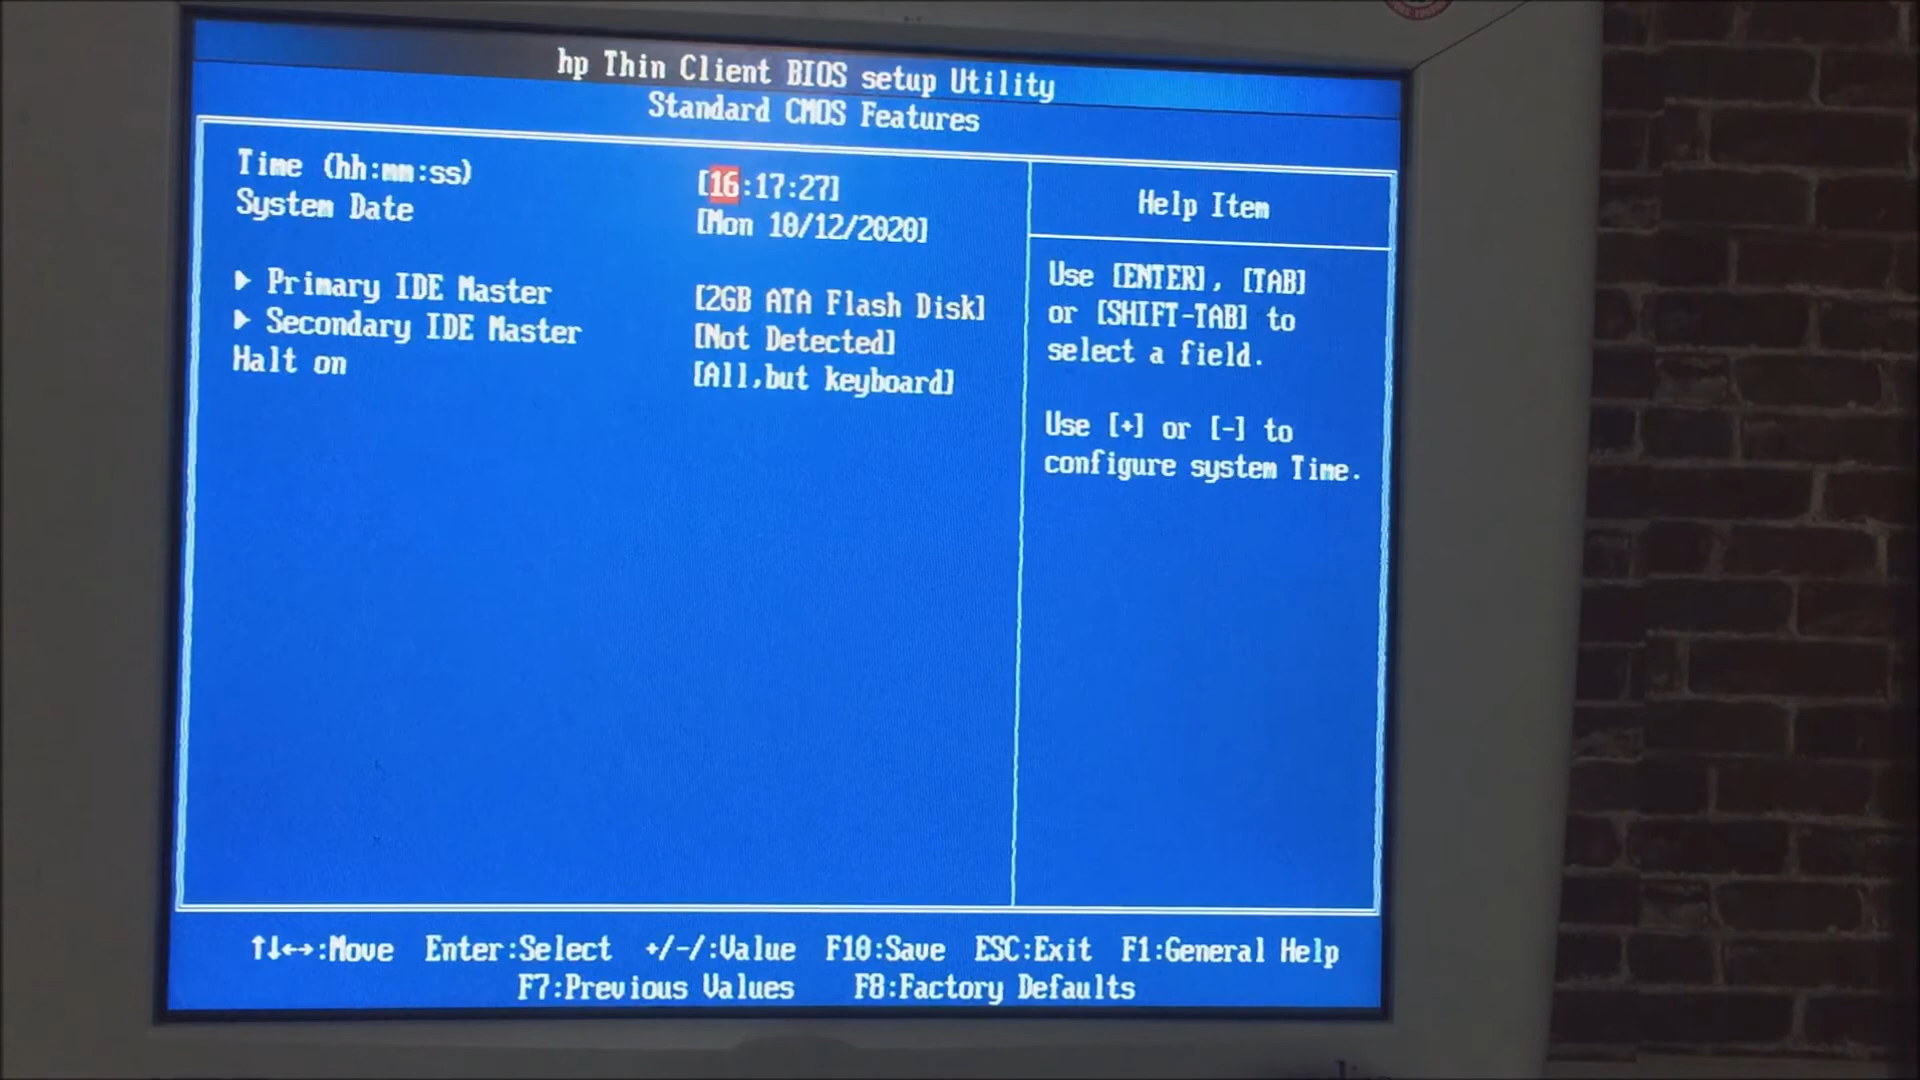 hp Thin Client BIOS setup Utility
Standard CMOS Features
Time (hh:mm:ss) [16:17:27]
System Date [Mon 10/12/2020]
Primary IDE Master [2GB ATA Flash Disk]
Secondary IDE Master [Not Detected]
Halt on [All,but keyboard]
Help Item
Use [ENTER], [TAB]
or [SHIFT-TAB] to
select a field.
Use [+] or [-] to
configure system Time.
↑↓←→:Move Enter:Select +/-/:Value F10:Save ESC:Exit F1:General Help
F7:Previous Values F8:Factory Defaults